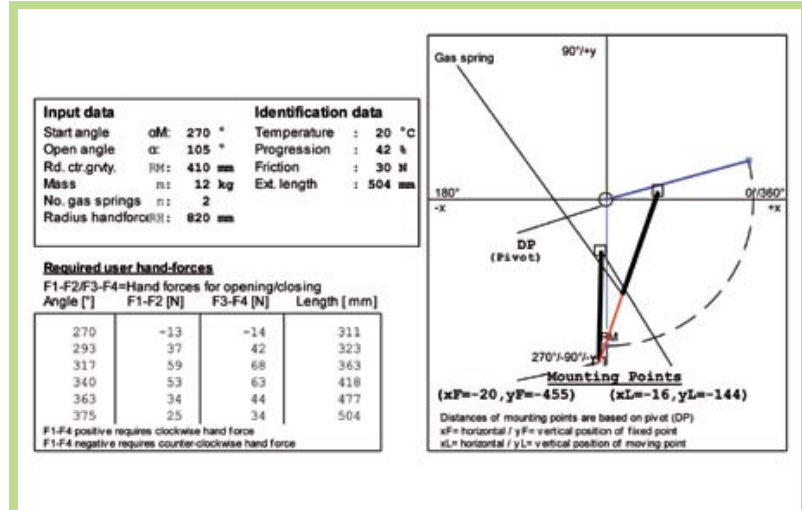 Input data Identification data
Start angle αM: 270 ° Temperature : 20 °C
Open angle α: 105 ° Progression : 42 %
Rd. ctr.grvty. RM: 410 mm Friction : 30 N
Mass m: 12 kg Ext. length : 504 mm
No. gas springs n: 2
Radius handforceRH: 820 mm
Required user hand-forces
F1-F2/F3-F4=Hand forces for opening/closing
Angle [°] F1-F2 [N] F3-F4 [N] Length [mm]
270 -13 -14 311
293 37 42 323
317 59 68 363
340 53 63 418
363 34 44 477
375 25 34 504
F1-F4 positive requires clockwise hand force
F1-F4 negative requires counter-clockwise hand force
90°/+y
Gas spring
180°
-x
0°/360°
+x
DP
(Pivot)
RM
270°/-90°/-y
Mounting Points
(xF=-20,yF=-455) (xL=-16,yL=-144)
Distances of mounting points are based on pivot (DP)
xF= horizontal / yF= vertical position of fixed point
xL= horizontal / yL= vertical position of moving point